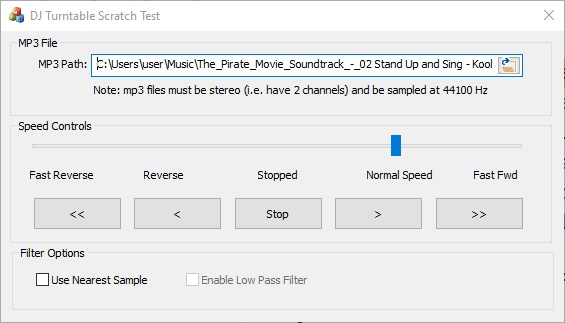 DJ Turntable Scratch Test
MP3 File
MP3 Path: C:\Users\user\Music\The_Pirate_Movie_Soundtrack_-_02 Stand Up and Sing - Kool
Note: mp3 files must be stereo (i.e. have 2 channels) and be sampled at 44100 Hz
Speed Controls
Fast Reverse Reverse Stopped Normal Speed Fast Fwd
<< < Stop > >>
Filter Options
Use Nearest Sample Enable Low Pass Filter